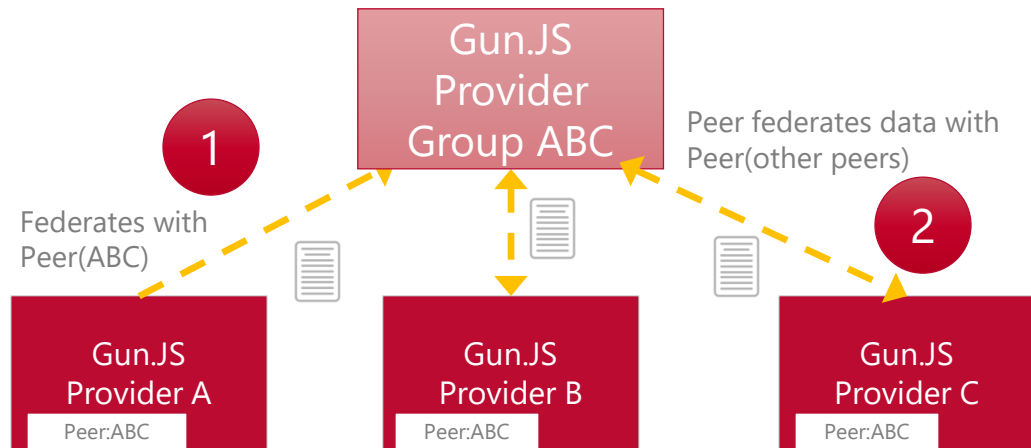 Gun.JS
Provider
Group ABC
1
Peer federates data with
Peer(other peers)
Federates with
Peer(ABC)
2
Gun.JS
Provider A
Peer:ABC
Gun.JS
Provider B
Peer:ABC
Gun.JS
Provider C
Peer:ABC